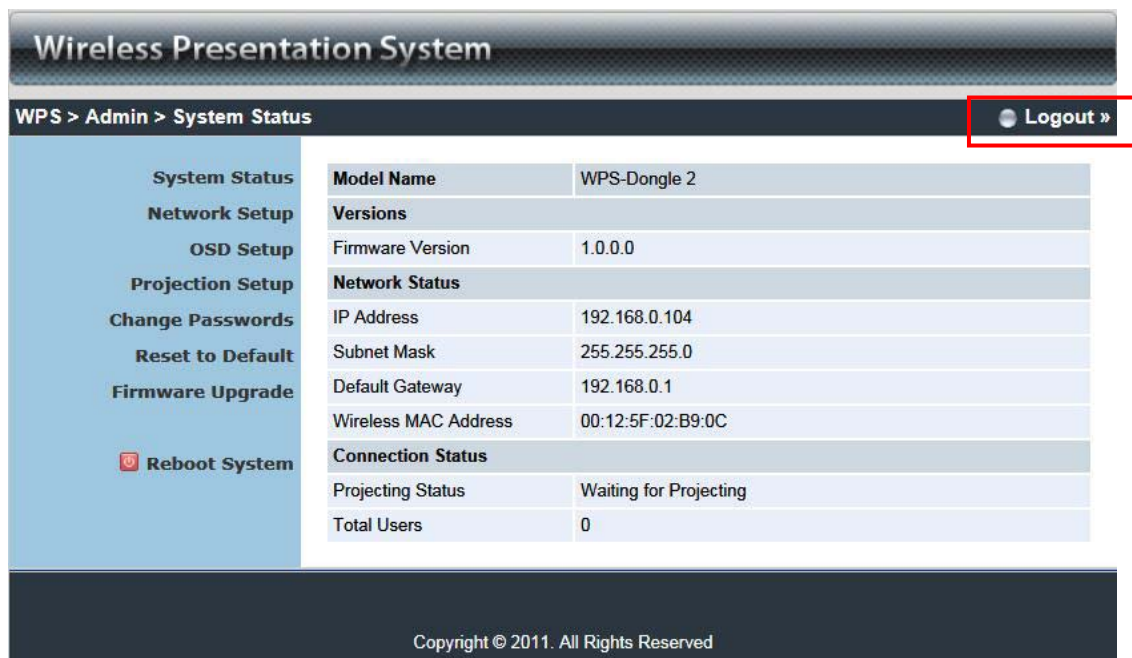 Wireless Presentation System
WPS > Admin > System Status
Logout »
System Status
Network Setup
OSD Setup
Projection Setup
Change Passwords
Reset to Default
Firmware Upgrade
Reboot System
Model Name WPS-Dongle 2
Versions
Firmware Version 1.0.0.0
Network Status
IP Address 192.168.0.104
Subnet Mask 255.255.255.0
Default Gateway 192.168.0.1
Wireless MAC Address 00:12:5F:02:B9:0C
Connection Status
Projecting Status Waiting for Projecting
Total Users 0
Copyright © 2011. All Rights Reserved